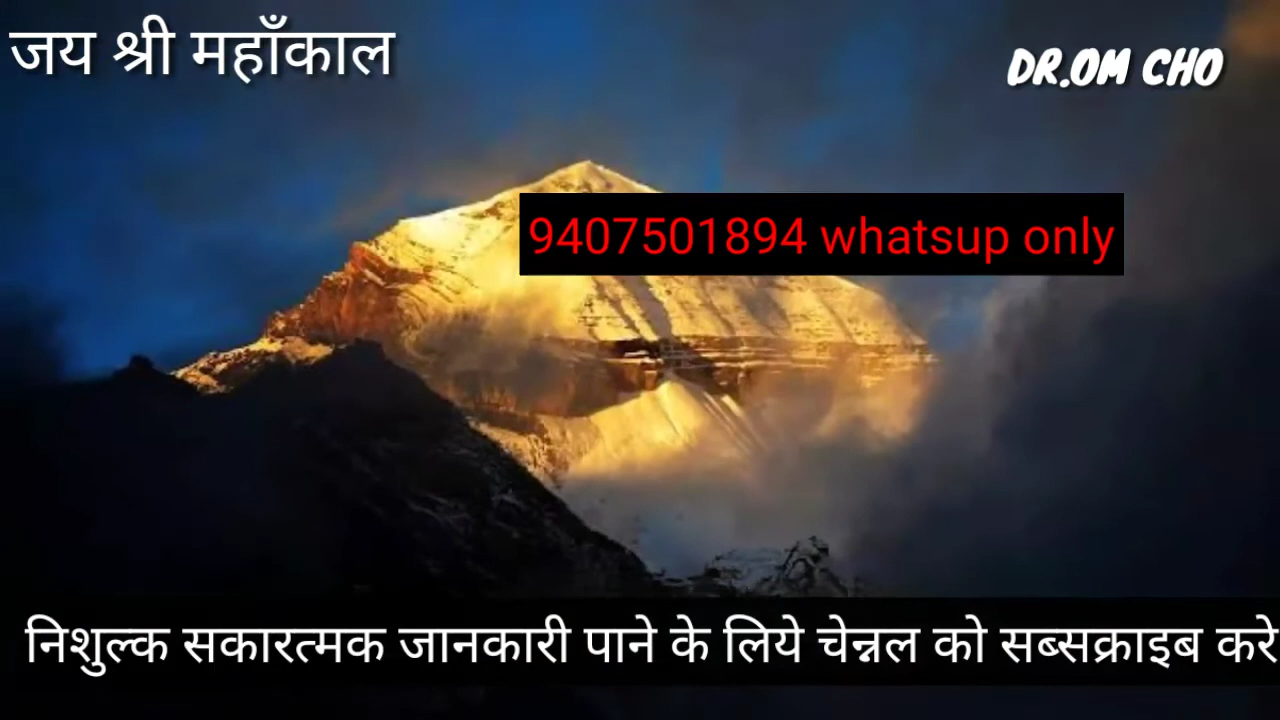 जय श्री महाँकाल
DR.OM CHO
9407501894 whatsup only
निशुल्क सकारत्मक जानकारी पाने के लिये चेन्नल को सब्सक्राइब करे